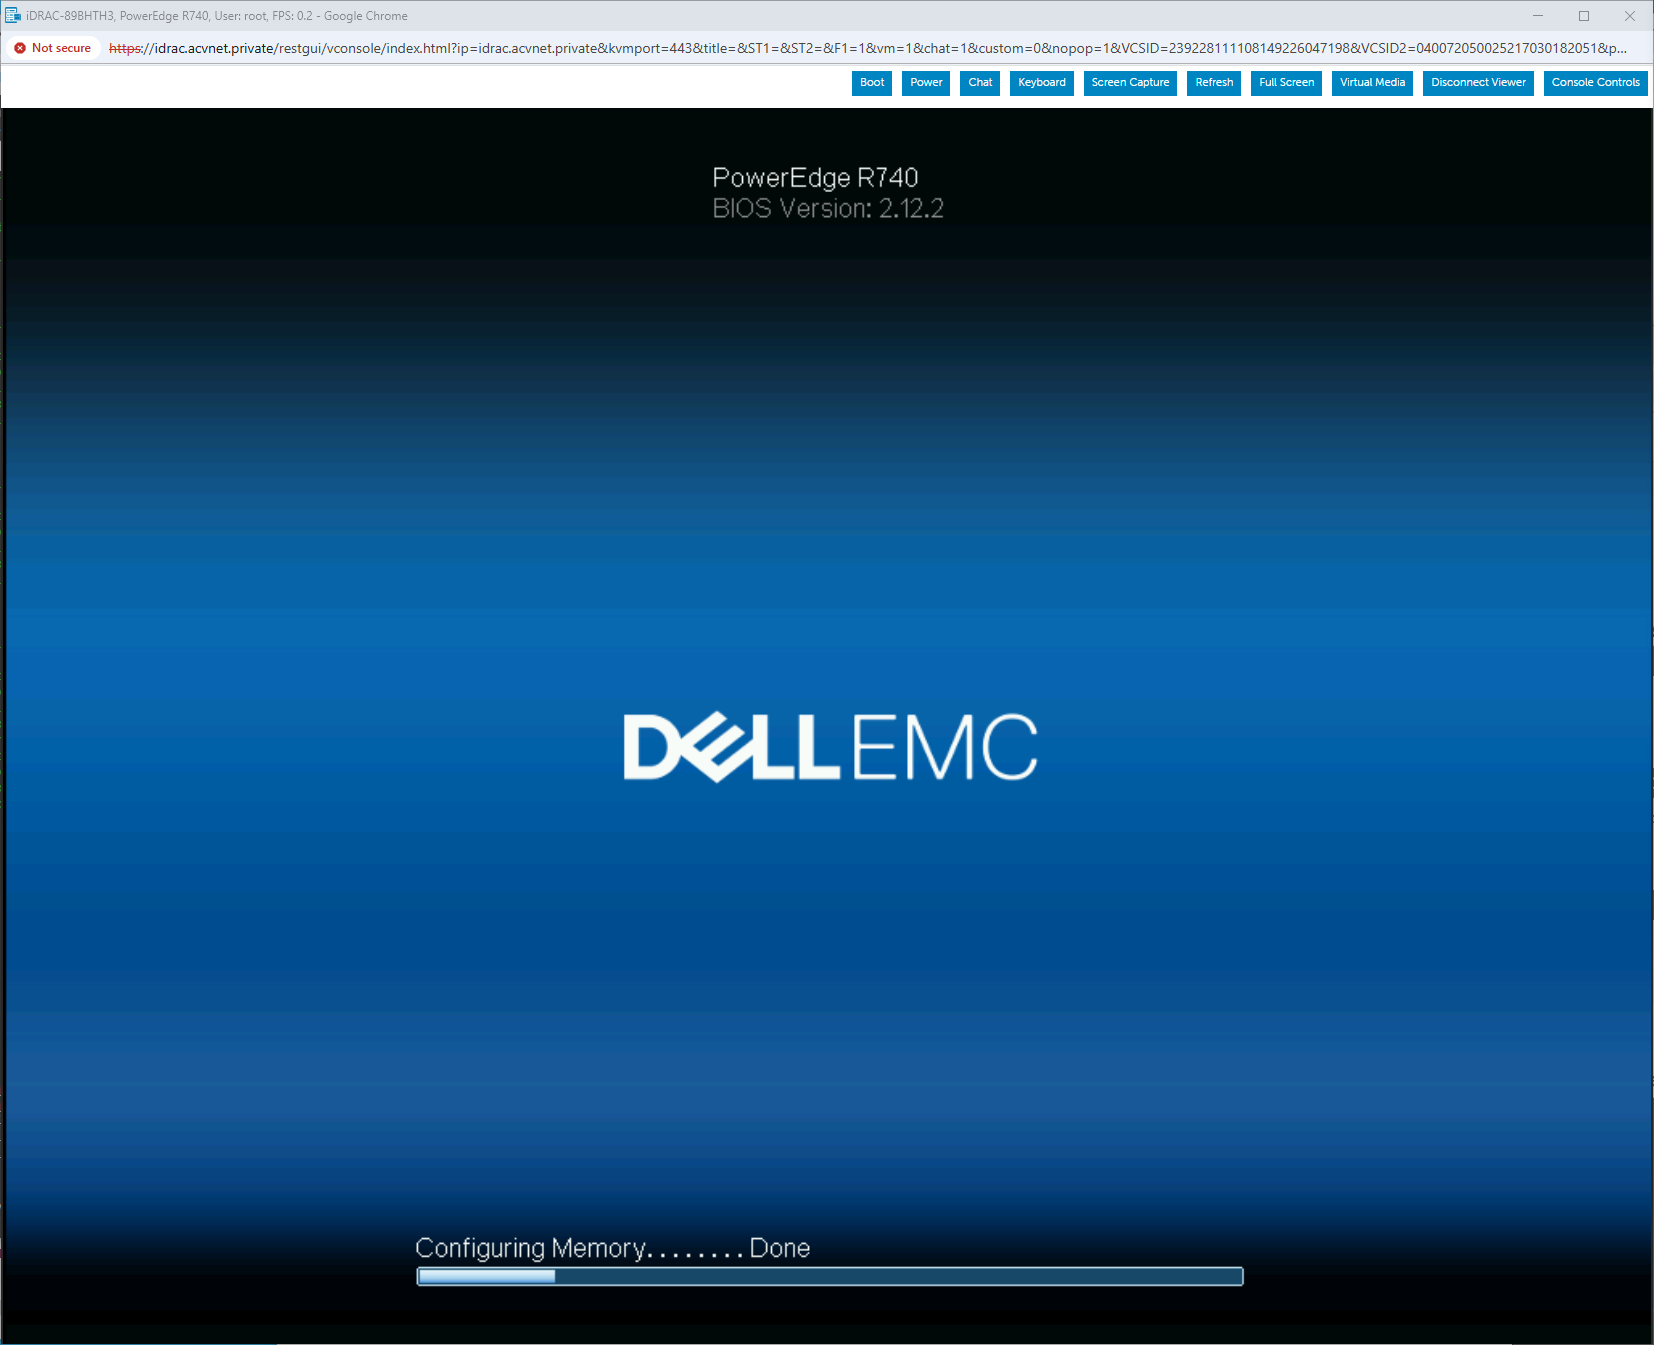 iDRAC-89BHTH3, PowerEdge R740, User: root, FPS: 0.2 - Google Chrome
Not secure https://idrac.acvnet.private/restgui/vconsole/index.html?ip=idrac.acvnet.private&kvmport=443&title=&ST1=&ST2=&F1=1&vm=1&chat=1&custom=0&nopop=1&VCSID=239228111108149226047198&VCSID2=040072050025217030182051&p...
Boot Power Chat Keyboard Screen Capture Refresh Full Screen Virtual Media Disconnect Viewer Console Controls
PowerEdge R740
BIOS Version: 2.12.2
DELL EMC
Configuring Memory........Done